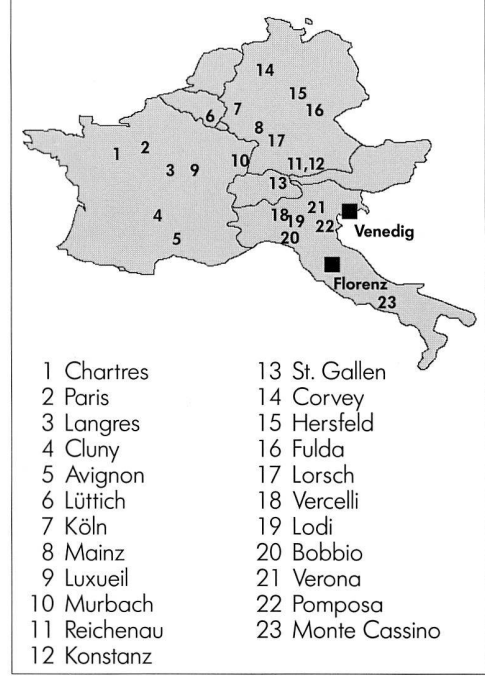 14
15
16
7
6
8
17
1
2
3 9
10
11,12
13
4
18
19
21
22
5
20
Venedig
Florenz
23
1 Chartres
2 Paris
3 Langres
4 Cluny
5 Avignon
6 Lüttich
7 Köln
8 Mainz
9 Luxueil
10 Murbach
11 Reichenau
12 Konstanz
13 St. Gallen
14 Corvey
15 Hersfeld
16 Fulda
17 Lorsch
18 Vercelli
19 Lodi
20 Bobbio
21 Verona
22 Pomposa
23 Monte Cassino